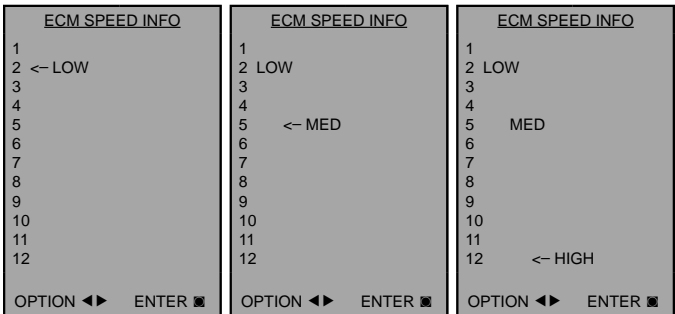 ECM SPEED INFO
1
2 <– LOW
3
4
5
6
7
8
9
10
11
12
OPTION ◄► ENTER ◙
ECM SPEED INFO
1
2 LOW
3
4
5 <– MED
6
7
8
9
10
11
12
OPTION ◄► ENTER ◙
ECM SPEED INFO
1
2 LOW
3
4
5 MED
6
7
8
9
10
11
12 <– HIGH
OPTION ◄► ENTER ◙